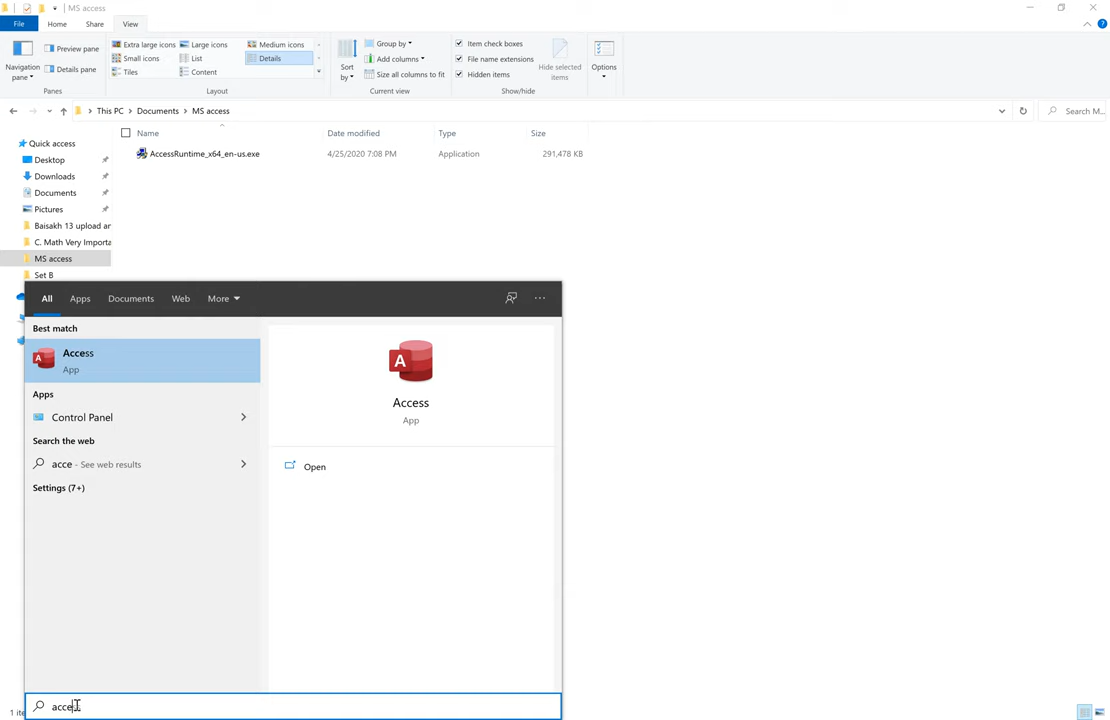 MS access
File Home Share View
Navigation pane
Preview pane
Details pane
Panes
Extra large icons Large icons Medium icons
Small icons List Details
Tiles Content
Layout
Sort by
Group by
Add columns
Size all columns to fit
Current view
Item check boxes
File name extensions
Hidden items
Hide selected items
Show/hide
Options
This PC Documents MS access
Search M...
Name Date modified Type Size
AccessRuntime_x64_en-us.exe 4/25/2020 7:08 PM Application 291,478 KB
Quick access
Desktop
Downloads
Documents
Pictures
Baisakh 13 upload ar
C. Math Very Importa
MS access
Set B
All Apps Documents Web More
Best match
Access
App
Apps
Control Panel
Search the web
acce - See web results
Settings (7+)
A
Access
App
Open
acce
1 ite